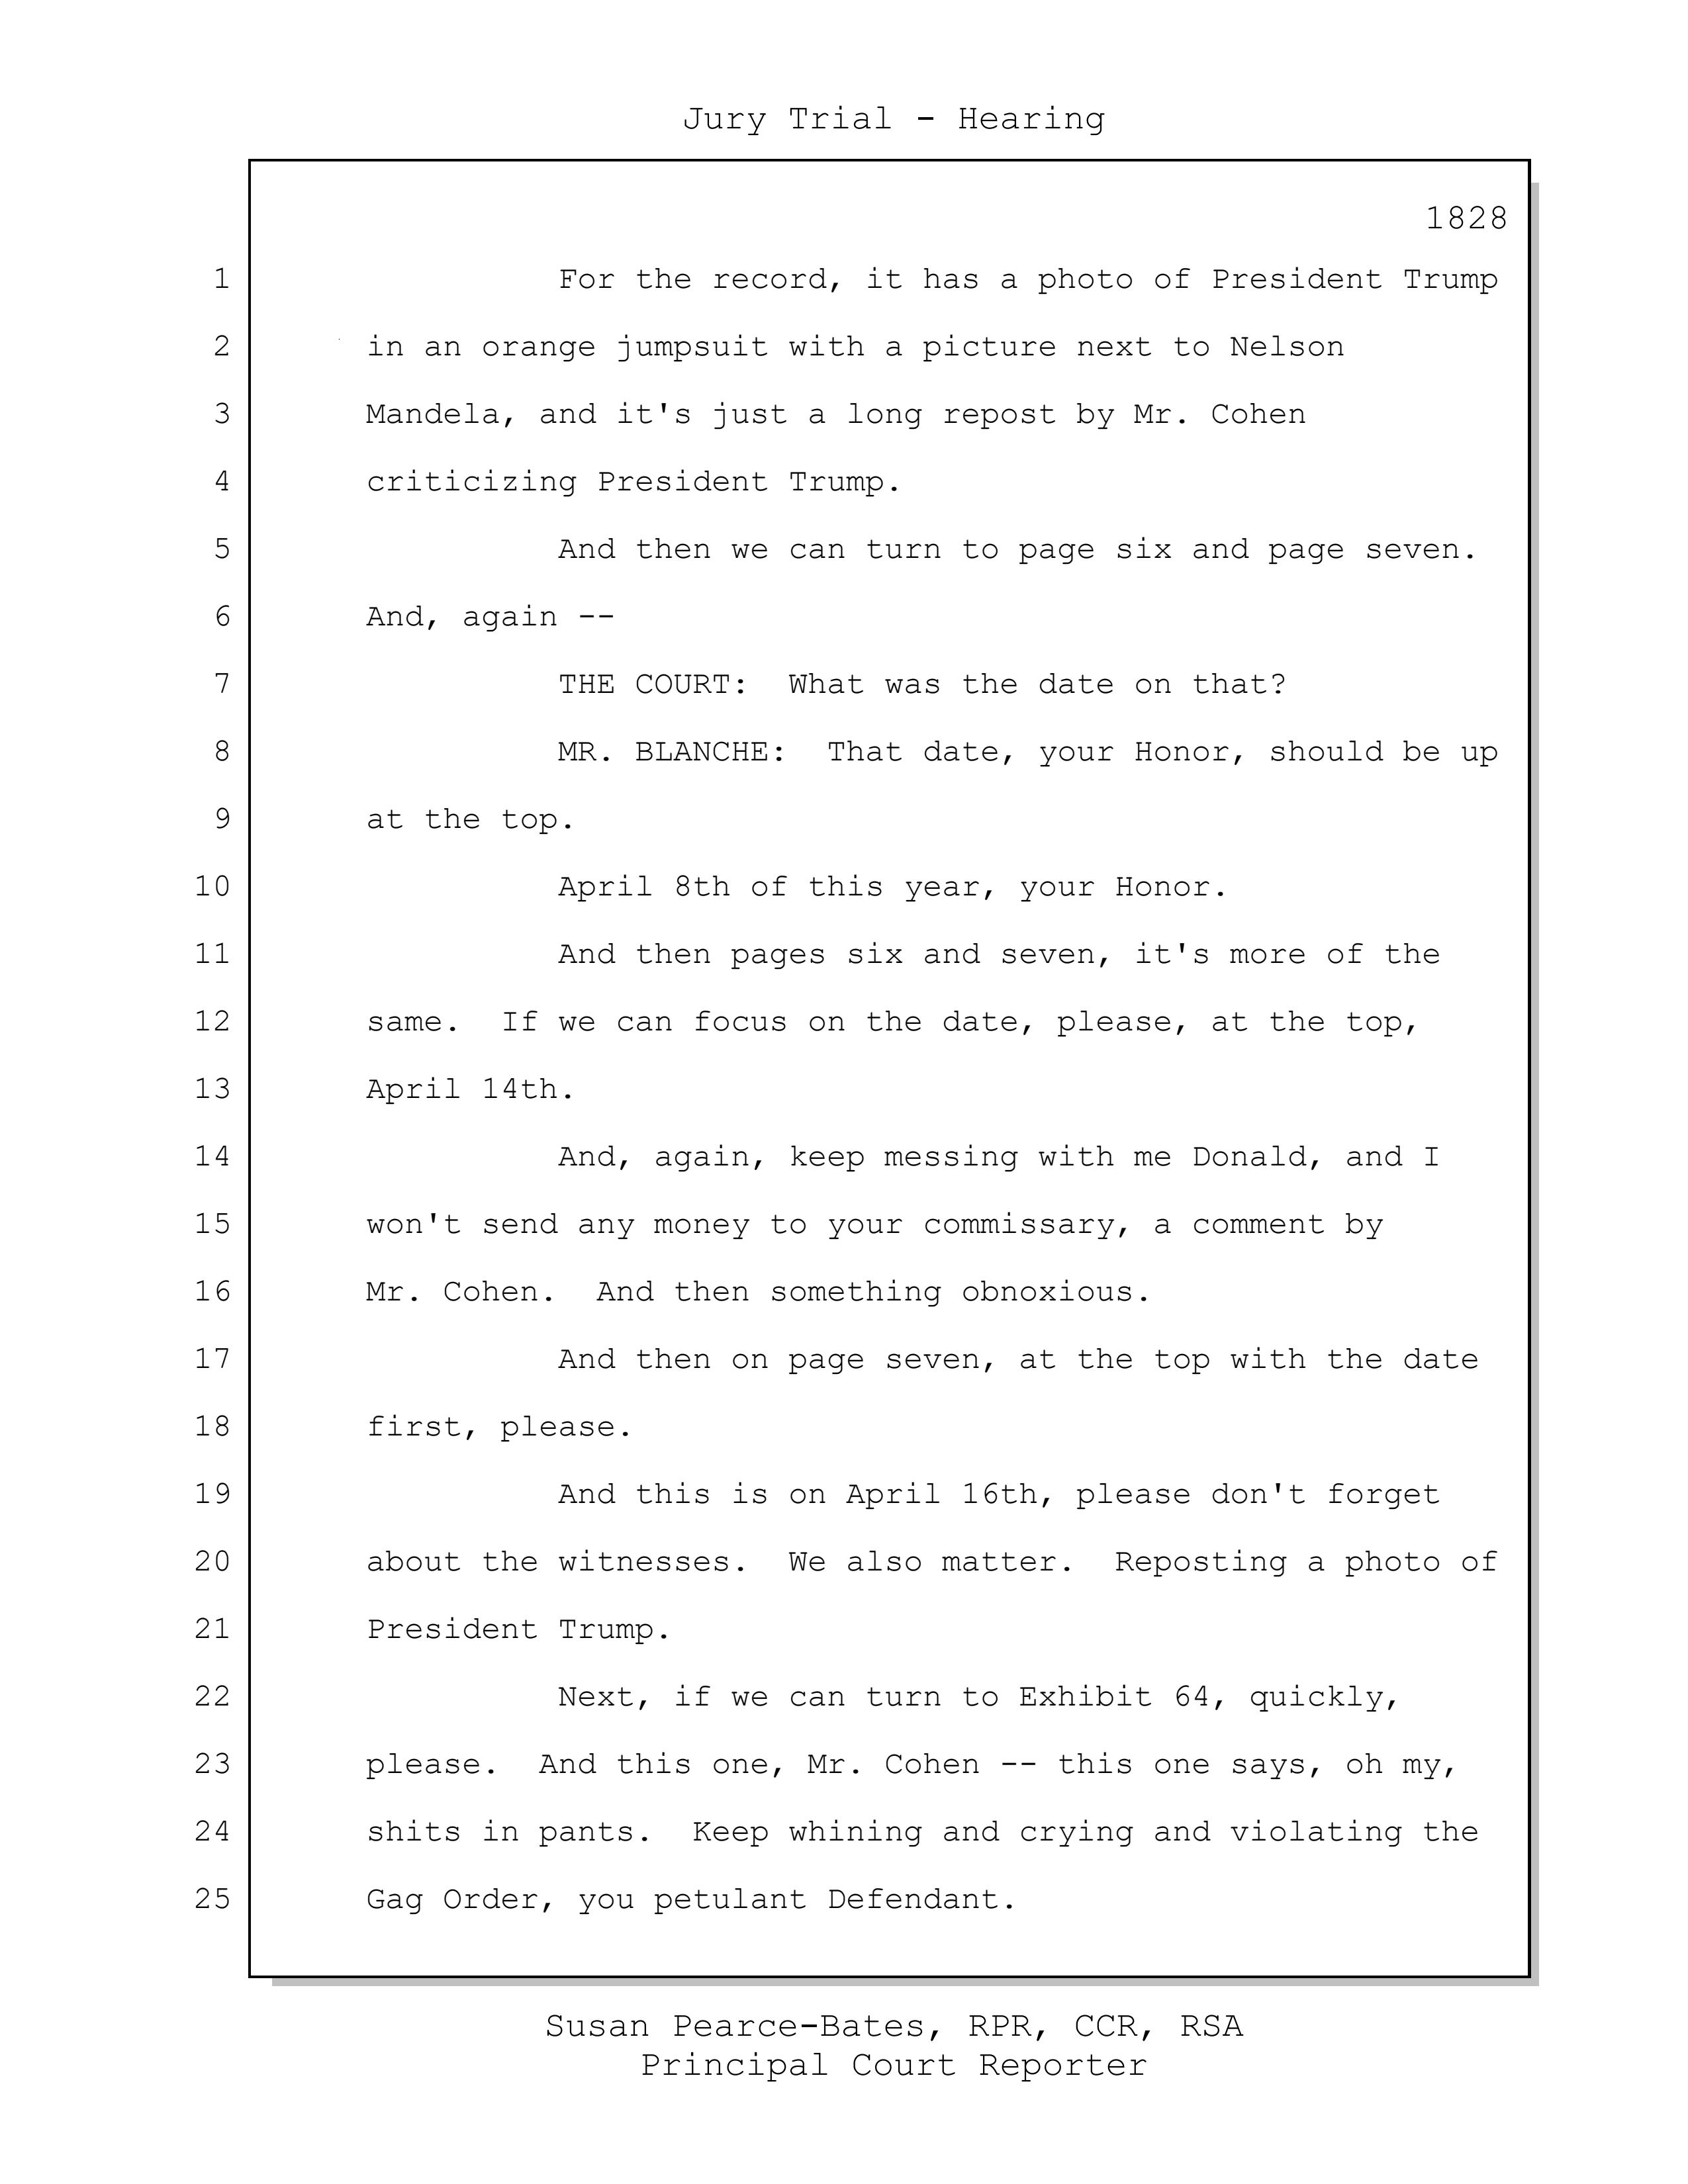 Jury Trial - Hearing
1828
1 For the record, it has a photo of President Trump
2 in an orange jumpsuit with a picture next to Nelson
3 Mandela, and it's just a long repost by Mr. Cohen
4 criticizing President Trump.
5 And then we can turn to page six and page seven.
6 And, again --
7 THE COURT:  What was the date on that?
8 MR. BLANCHE:  That date, your Honor, should be up
9 at the top.
10 April 8th of this year, your Honor.
11 And then pages six and seven, it's more of the
12 same.  If we can focus on the date, please, at the top,
13 April 14th.
14 And, again, keep messing with me Donald, and I
15 won't send any money to your commissary, a comment by
16 Mr. Cohen.  And then something obnoxious.
17 And then on page seven, at the top with the date
18 first, please.
19 And this is on April 16th, please don't forget
20 about the witnesses.  We also matter.  Reposting a photo of
21 President Trump.
22 Next, if we can turn to Exhibit 64, quickly,
23 please.  And this one, Mr. Cohen -- this one says, oh my,
24 shits in pants.  Keep whining and crying and violating the
25 Gag Order, you petulant Defendant.
Susan Pearce-Bates, RPR, CCR, RSA
Principal Court Reporter